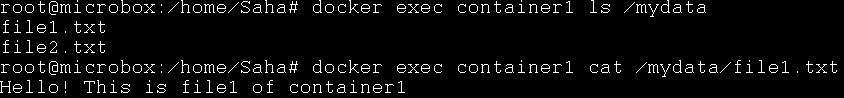 root@microbox:/home/Saha# docker exec container1 ls /mydata
file1.txt
file2.txt
root@microbox:/home/Saha# docker exec container1 cat /mydata/file1.txt
Hello! This is file1 of container1